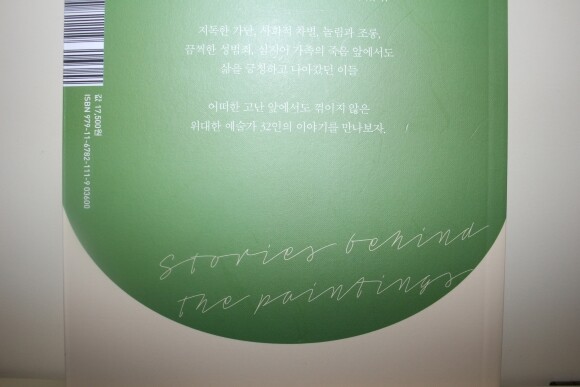 지독한 가난, 사회적 차별, 놀림과 조롱,
끔찍한 성범죄, 심지어 가족의 죽음 앞에서도
삶을 긍정하고 나아갔던 이들
어떠한 고난 앞에서도 꺾이지 않은
위대한 예술가 32인의 이야기를 만나보자.
Stories behind
the paintings
값 17,500원
ISBN 979-11-6782-111-9 03600